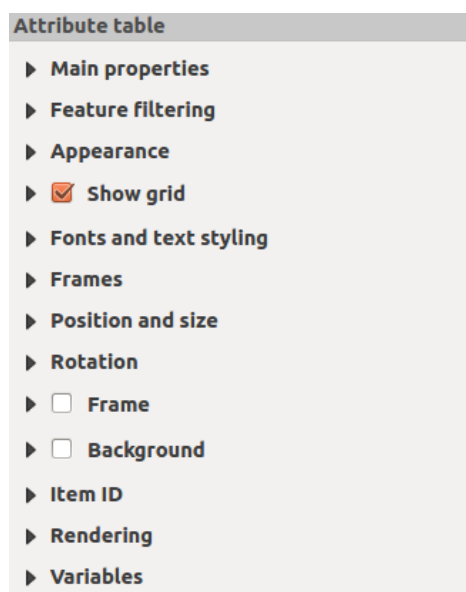 Attribute table
Main properties
Feature filtering
Appearance
Show grid
Fonts and text styling
Frames
Position and size
Rotation
Frame
Background
Item ID
Rendering
Variables